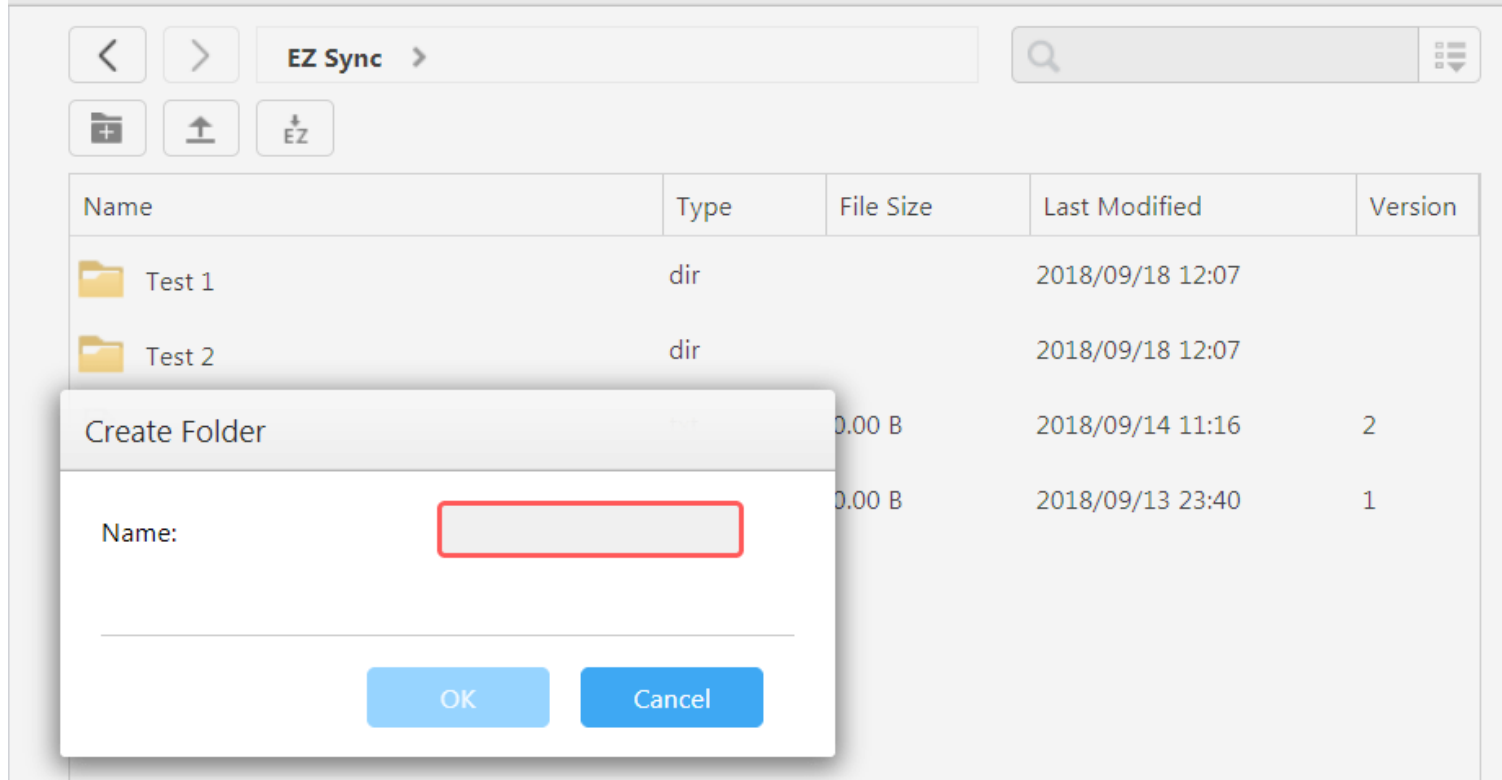 EZ Sync >
EZ
Name Type File Size Last Modified Version
Test 1 dir 2018/09/18 12:07
Test 2 dir 2018/09/18 12:07
0.00 B 2018/09/14 11:16 2
0.00 B 2018/09/13 23:40 1
Create Folder
Name:
OK Cancel